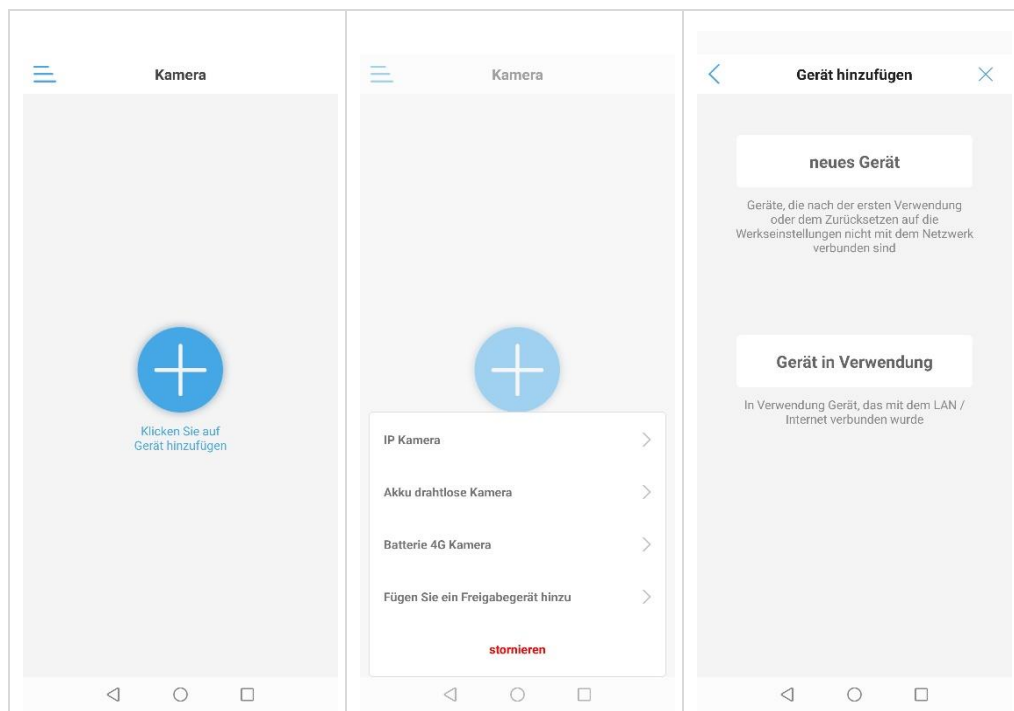 Kamera
Klicken Sie auf
Gerät hinzufügen
Kamera
IP Kamera
Akku drahtlose Kamera
Batterie 4G Kamera
Fügen Sie ein Freigabegerät hinzu
stornieren
Gerät hinzufügen
neues Gerät
Geräte, die nach der ersten Verwendung
oder dem Zurücksetzen auf die
Werkseinstellungen nicht mit dem Netzwerk
verbunden sind
Gerät in Verwendung
In Verwendung Gerät, das mit dem LAN /
Internet verbunden wurde